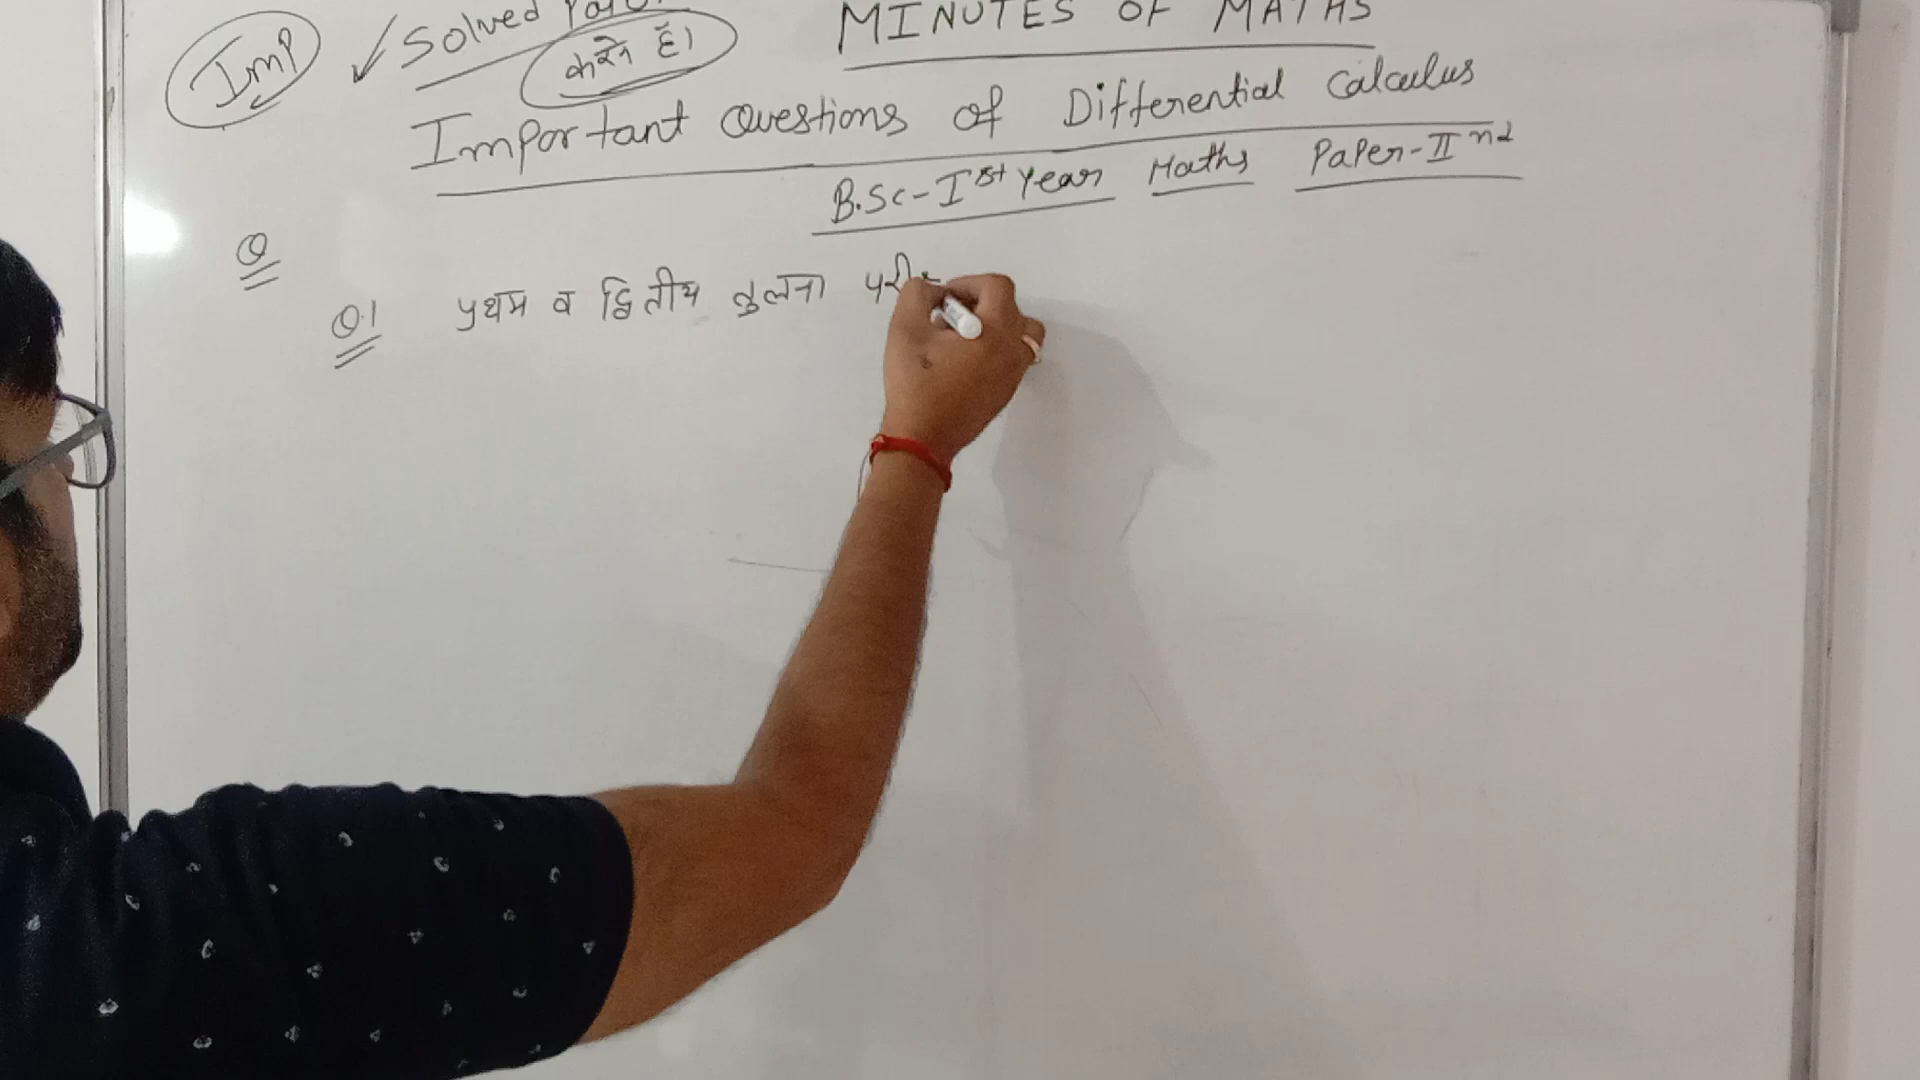 MINUTES OF MATHS
Imp ✓ Solved
करने हैं।
Important Questions of Differential Calculus
B.Sc-Ist Year Maths Paper-IInd
Q
Q.1 प्रथम व द्वितीय तुलना